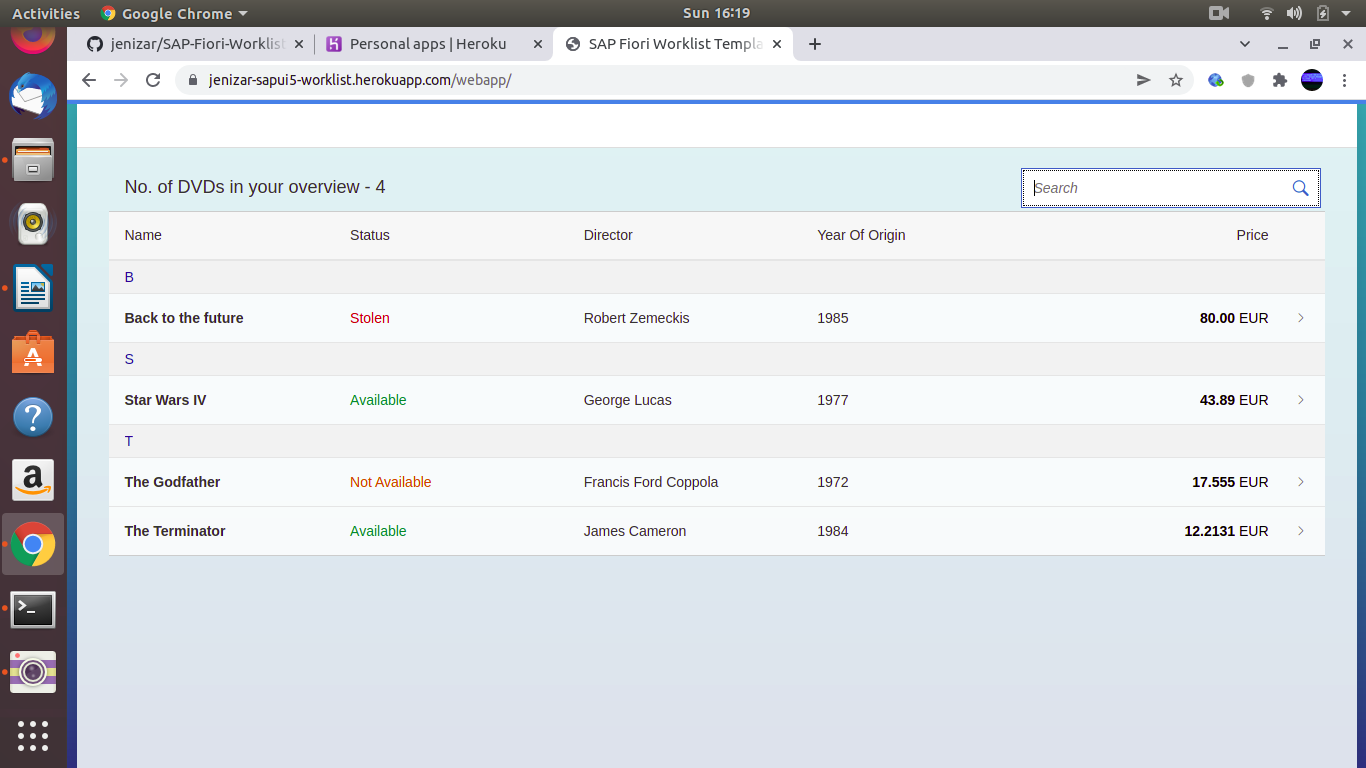 Activities Google Chrome Sun 16:19
jenizar/SAP-Fiori-Worklist Personal apps | Heroku SAP Fiori Worklist Templa
jenizar-sapui5-worklist.herokuapp.com/webapp/
No. of DVDs in your overview - 4 Search
Name Status Director Year Of Origin Price
B
Back to the future Stolen Robert Zemeckis 1985 80.00 EUR
S
Star Wars IV Available George Lucas 1977 43.89 EUR
T
The Godfather Not Available Francis Ford Coppola 1972 17.555 EUR
The Terminator Available James Cameron 1984 12.2131 EUR